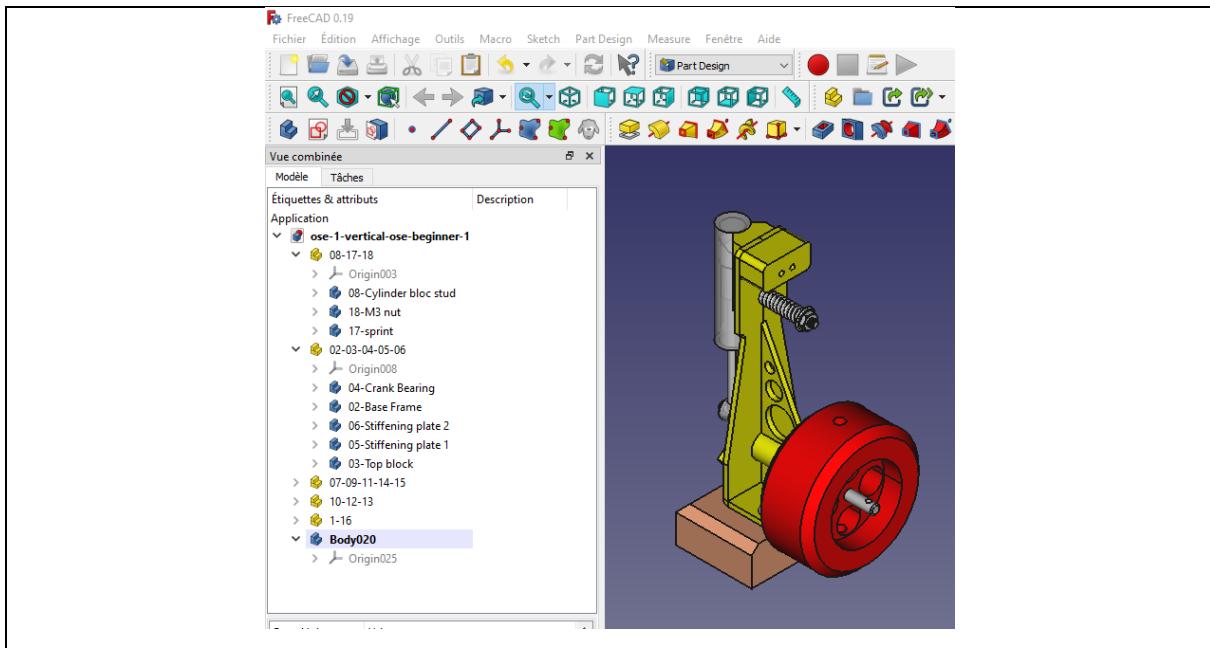 FreeCAD 0.19
Fichier Édition Affichage Outils Macro Sketch Part Design Measure Fenêtre Aide
Part Design
Vue combinée
Modèle Tâches
Étiquettes & attributs Description
Application
ose-1-vertical-ose-beginner-1
08-17-18
Origin003
08-Cylinder bloc stud
18-M3 nut
17-sprint
02-03-04-05-06
Origin008
04-Crank Bearing
02-Base Frame
06-Stiffening plate 2
05-Stiffening plate 1
03-Top block
07-09-11-14-15
10-12-13
1-16
Body020
Origin025